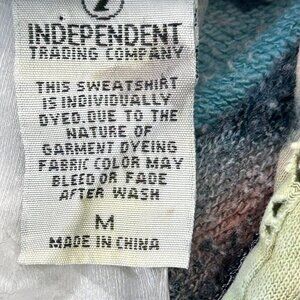 INDEPENDENT
TRADING COMPANY
THIS SWEATSHIRT
IS INDIVIDUALLY
DYED.DUE TO THE
NATURE OF
GARMENT DYEING
FABRIC COLOR MAY
BLEED OR FADE
AFTER WASH
M
MADE IN CHINA